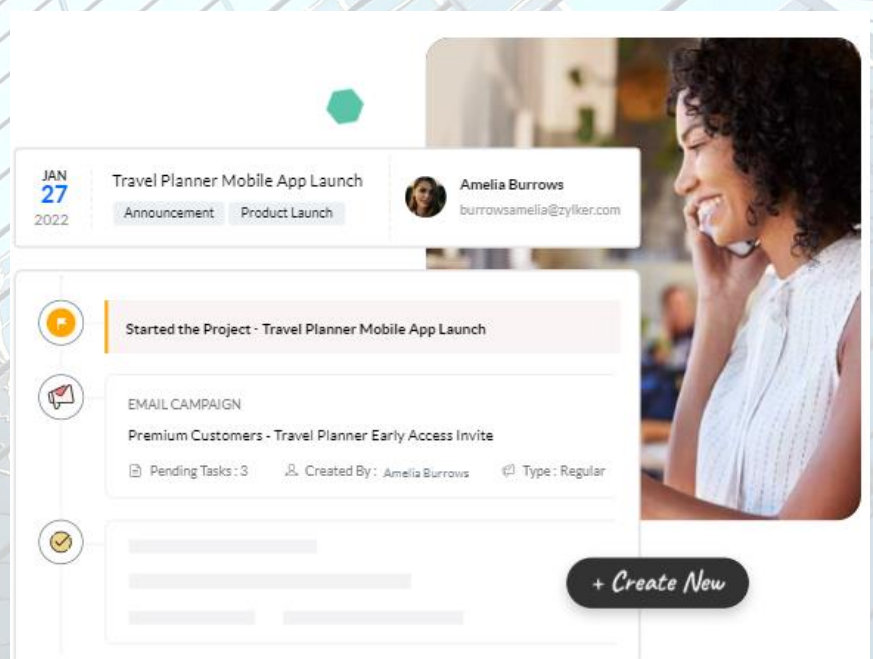 JAN
27
2022
Travel Planner Mobile App Launch
Announcement Product Launch
Amelia Burrows
burrowsamelia@zylker.com
Started the Project - Travel Planner Mobile App Launch
EMAIL CAMPAIGN
Premium Customers - Travel Planner Early Access Invite
Pending Tasks : 3 Created By : Amelia Burrows Type : Regular
+ Create New